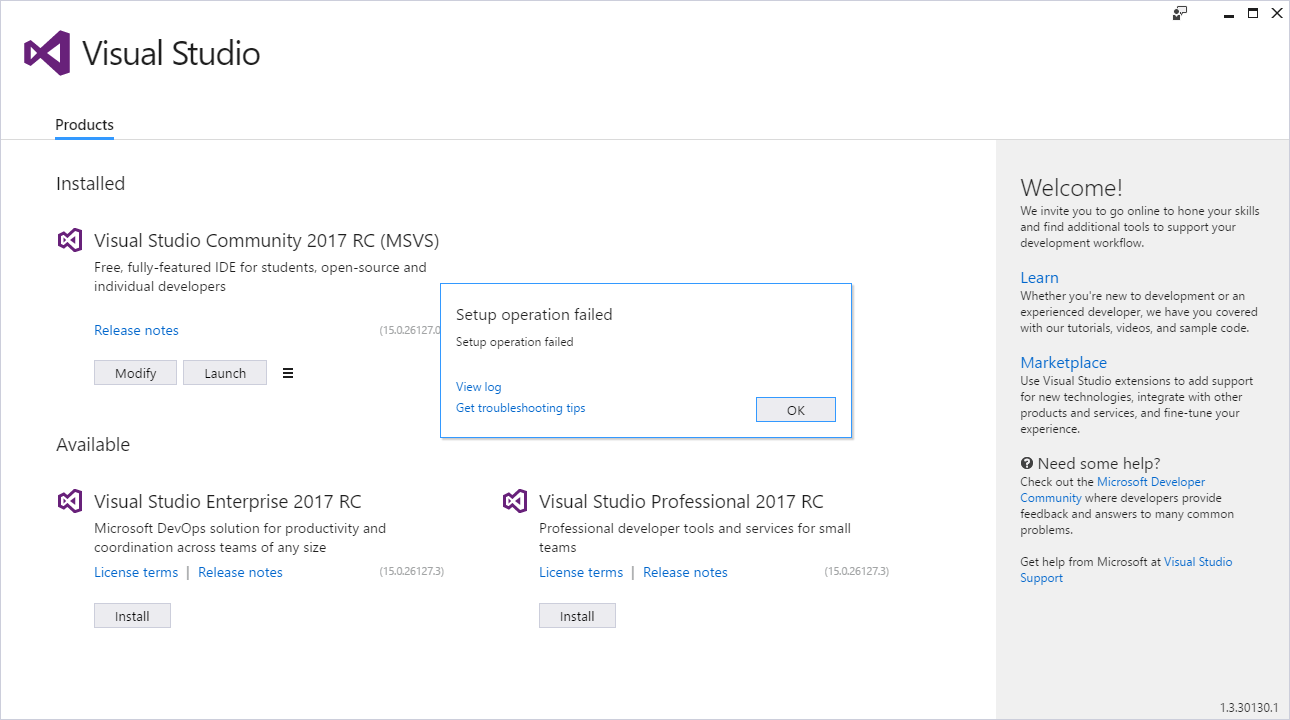 Visual Studio
Products
Installed
Visual Studio Community 2017 RC (MSVS)
Free, fully-featured IDE for students, open-source and
individual developers
Release notes
(15.0.26127.0
Modify
Launch
Setup operation failed
Setup operation failed
View log
Get troubleshooting tips
OK
Available
Visual Studio Enterprise 2017 RC
Microsoft DevOps solution for productivity and
coordination across teams of any size
License terms | Release notes
(15.0.26127.3)
Install
Visual Studio Professional 2017 RC
Professional developer tools and services for small
teams
License terms | Release notes
(15.0.26127.3)
Install
Welcome!
We invite you to go online to hone your skills
and find additional tools to support your
development workflow.
Learn
Whether you're new to development or an
experienced developer, we have you covered
with our tutorials, videos, and sample code.
Marketplace
Use Visual Studio extensions to add support
for new technologies, integrate with other
products and services, and fine-tune your
experience.
Need some help?
Check out the Microsoft Developer
Community where developers provide
feedback and answers to many common
problems.
Get help from Microsoft at Visual Studio
Support
1.3.30130.1